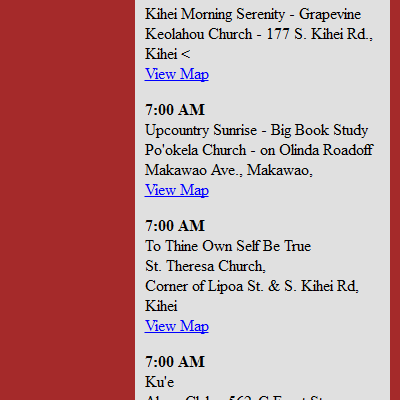 Kihei Morning Serenity - Grapevine
Keolahou Church - 177 S. Kihei Rd.,
Kihei <
View Map
7:00 AM
Upcountry Sunrise - Big Book Study
Po'okela Church - on Olinda Roadoff
Makawao Ave., Makawao,
View Map
7:00 AM
To Thine Own Self Be True
St. Theresa Church,
Corner of Lipoa St. & S. Kihei Rd,
Kihei
View Map
7:00 AM
Ku'e